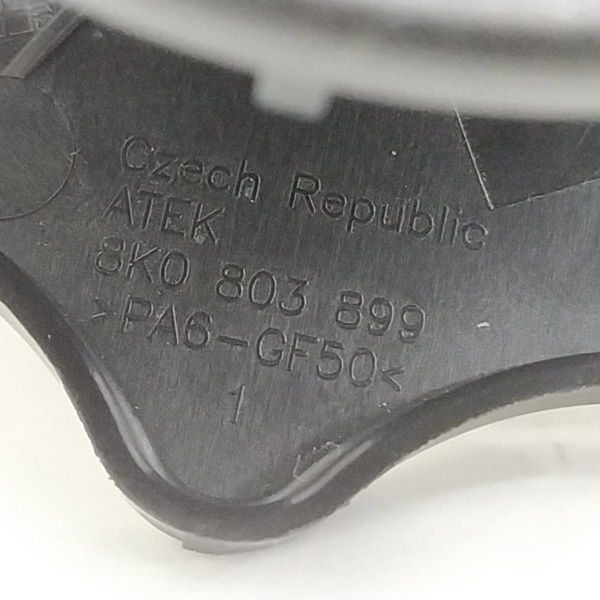 Czech Republic
ATEK
8K0 803 899
>PA6-GF50<
1